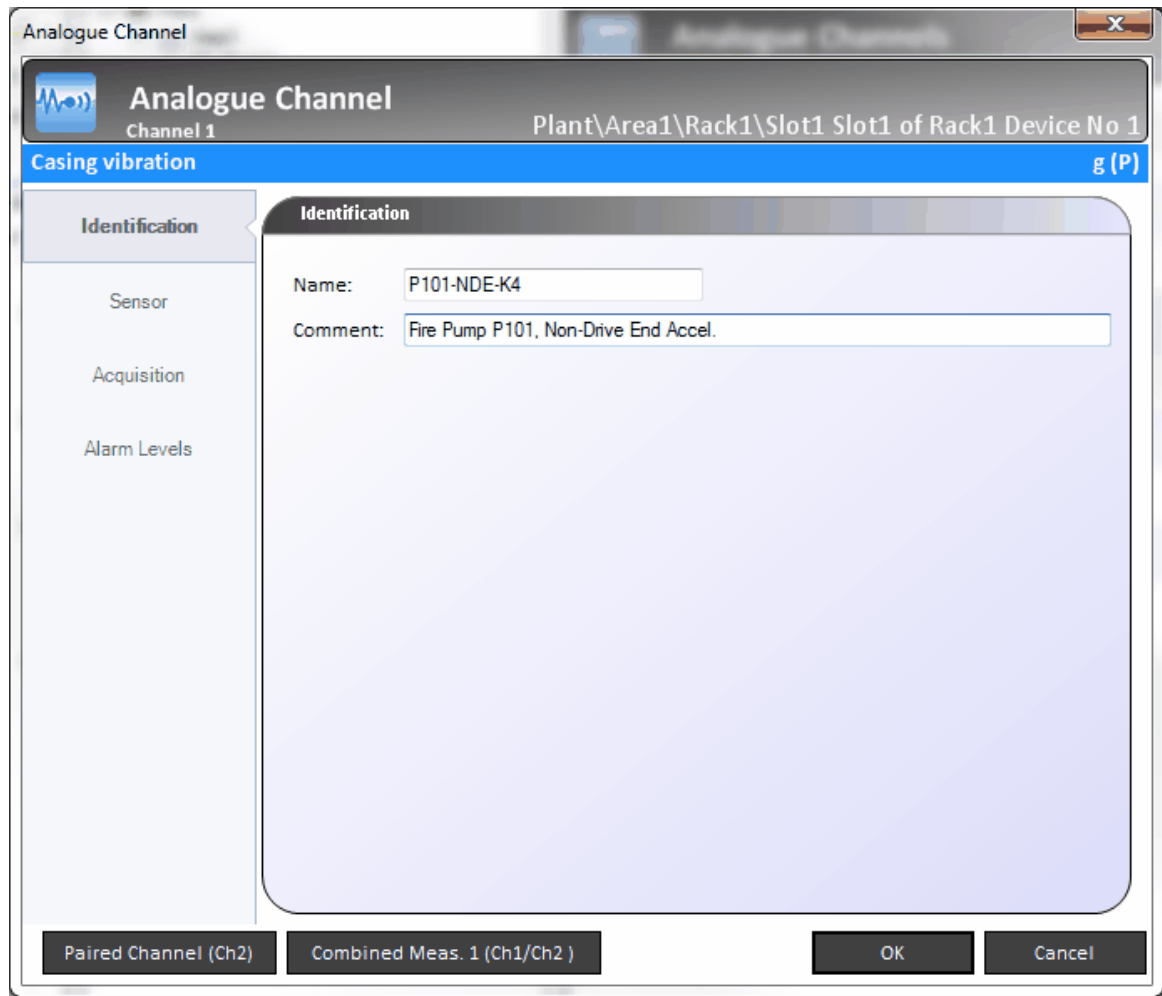 Analogue Channel
Analogue Channels
Analogue Channel
Channel 1
Plant\Area1\Rack1\Slot1 Slot1 of Rack1 Device No 1
Casing vibration
g (P)
Identification
Identification
Name: P101-NDE-K4
Sensor
Comment: Fire Pump P101, Non-Drive End Accel.
Acquisition
Alarm Levels
Paired Channel (Ch2)
Combined Meas. 1 (Ch1/Ch2 )
OK
Cancel